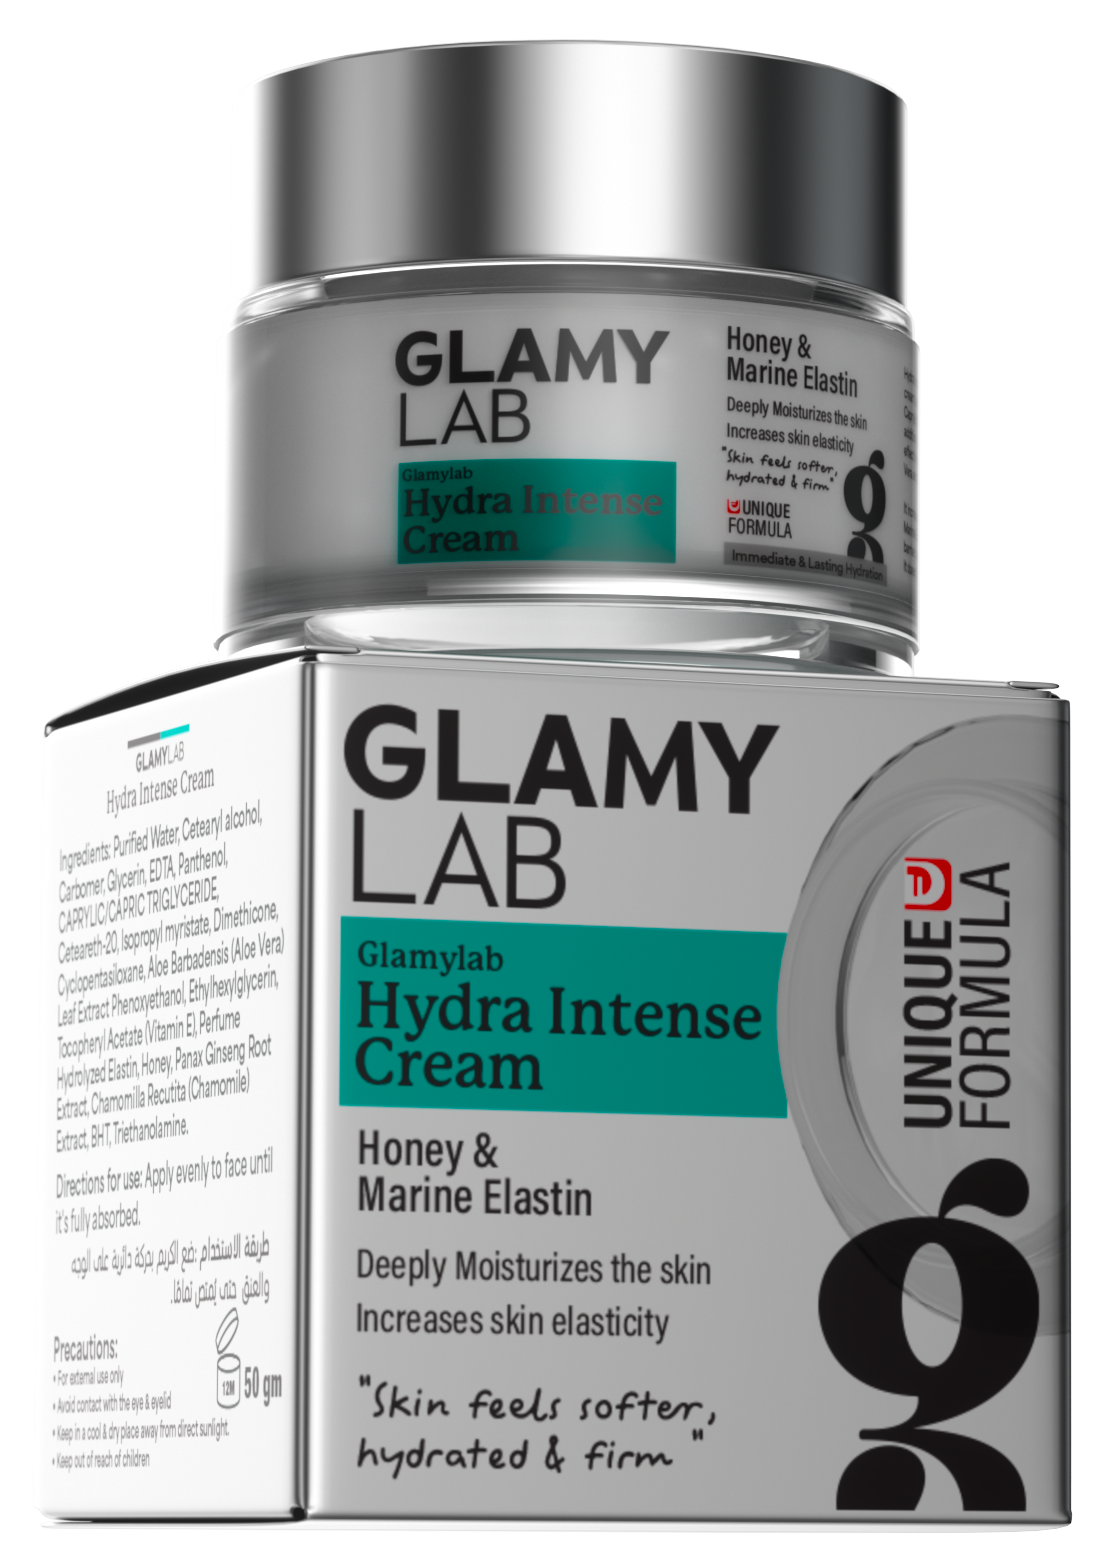 GLAMY
LAB
Glamylab
Hydra Intense
Cream
Honey &
Marine Elastin
Deeply Moisturizes the skin
Increases skin elasticity
"Skin feels softer,
hydrated & firm"
UNIQUE
FORMULA
g
Immediate & Lasting Hydration
GLAMYLAB
Hydra Intense Cream
Ingredients: Purified Water, Cetearyl alcohol,
Carbomer, Glycerin, EDTA, Panthenol,
CAPRYLIC/CAPRIC TRIGLYCERIDE,
Ceteareth-20, Isopropyl myristate, Dimethicone,
Cyclopentasiloxane, Aloe Barbadensis (Aloe Vera)
Leaf Extract Phenoxyethanol, Ethylhexylglycerin,
Tocopheryl Acetate (Vitamin E), Perfume
Hydrolyzed Elastin, Honey, Panax Ginseng Root
Extract, Chamomilla Recutita (Chamomile)
Extract, BHT, Triethanolamine.
Directions for use: Apply evenly to face until
it's fully absorbed.
طريقة الاستخدام :ضع الكريم بحركة دائرية على الوجه
والعنق حتى يُمتص تمامًا.
Precautions:
• For external use only
• Avoid contact with the eye & eyelid
• Keep in a cool & dry place away from direct sunlight.
• Keep out of reach of children
12M
50 gm
GLAMY
LAB
Glamylab
Hydra Intense
Cream
Honey &
Marine Elastin
Deeply Moisturizes the skin
Increases skin elasticity
"Skin feels softer,
hydrated & firm "
UNIQUE
FORMULA
g